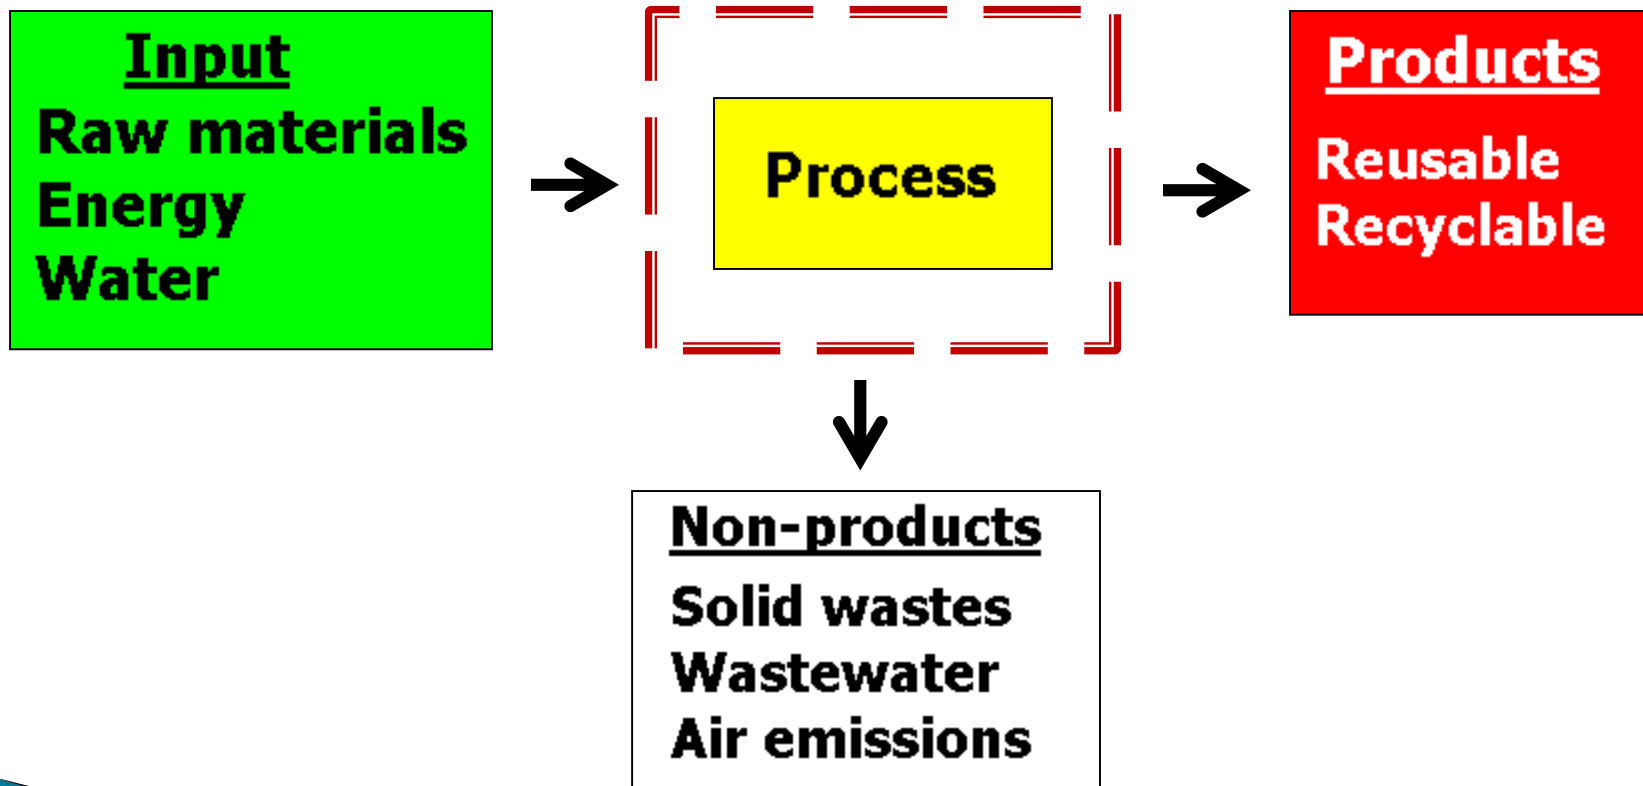 Input
Raw materials
Energy
Water
Process
Products
Reusable
Recyclable
Non-products
Solid wastes
Wastewater
Air emissions